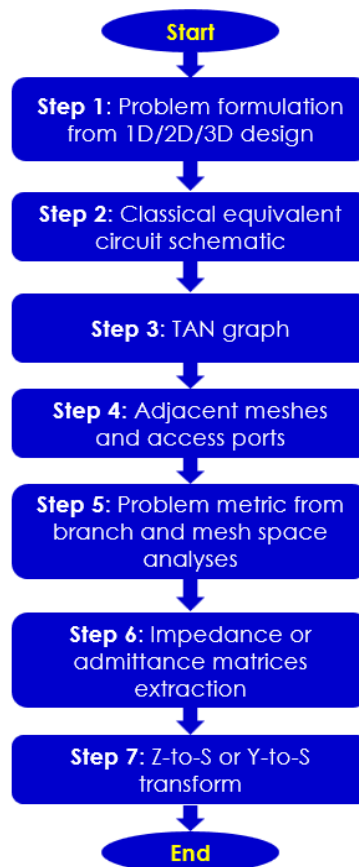 Start
Step 1: Problem formulation
from 1D/2D/3D design
Step 2: Classical equivalent
circuit schematic
Step 3: TAN graph
Step 4: Adjacent meshes
and access ports
Step 5: Problem metric from
branch and mesh space
analyses
Step 6: Impedance or
admittance matrices
extraction
Step 7: Z-to-S or Y-to-S
transform
End